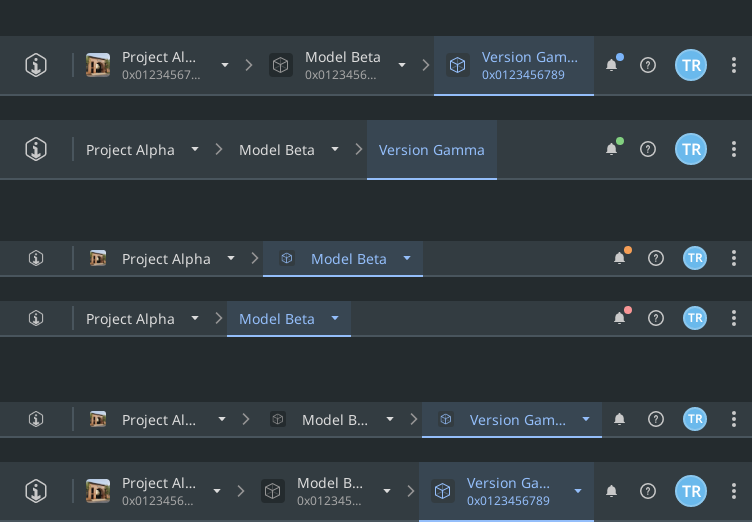 Project Al... Model Beta Version Gam...
0x01234567... 0x0123456... 0x0123456789 TR
Project Alpha Model Beta Version Gamma TR
Project Alpha Model Beta TR
Project Alpha Model Beta TR
Project Al... Model B... Version Gam... TR
Project Al... Model B... Version Ga...
0x0123456... 0x012345... 0x0123456789 TR